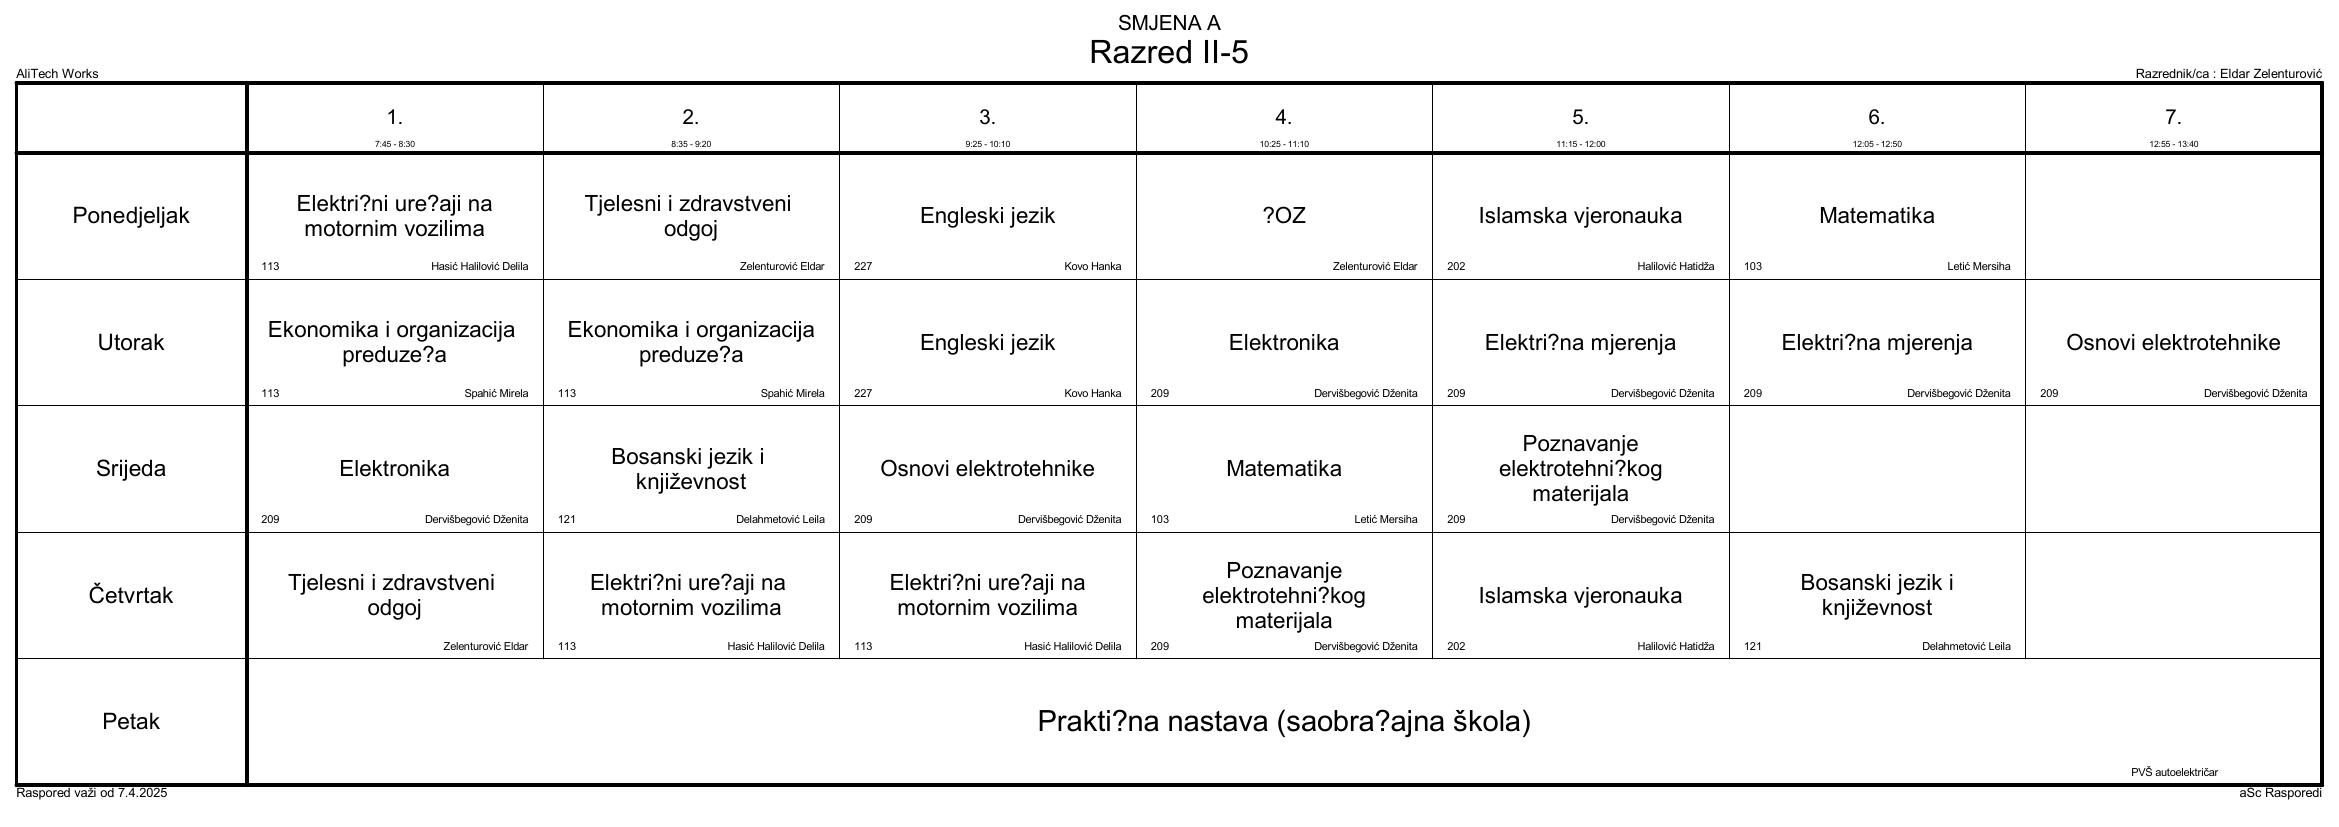 SMJENA A
Razred II-5
AliTech Works
Razrednik/ca : Eldar Zelenturović
1.
7:45 - 8:30
2.
8:35 - 9:20
3.
9:25 - 10:10
4.
10:25 - 11:10
5.
11:15 - 12:00
6.
12:05 - 12:50
7.
12:55 - 13:40
Ponedjeljak
Elektri?ni ure?aji na
motornim vozilima
113
Hasić Halilović Delila
Tjelesni i zdravstveni
odgoj
Zelenturović Eldar
Engleski jezik
227
Kovo Hanka
?OZ
Zelenturović Eldar
Islamska vjeronauka
202
Halilović Hatidža
Matematika
103
Letić Mersiha
Utorak
Ekonomika i organizacija
preduze?a
113
Spahić Mirela
Ekonomika i organizacija
preduze?a
113
Spahić Mirela
Engleski jezik
227
Kovo Hanka
Elektronika
209
Dervišbegović Dženita
Elektri?na mjerenja
209
Dervišbegović Dženita
Elektri?na mjerenja
209
Dervišbegović Dženita
Osnovi elektrotehnike
209
Dervišbegović Dženita
Srijeda
Elektronika
209
Dervišbegović Dženita
Bosanski jezik i
književnost
121
Delahmetović Leila
Osnovi elektrotehnike
209
Dervišbegović Dženita
Matematika
103
Letić Mersiha
Poznavanje
elektrotehni?kog
materijala
209
Dervišbegović Dženita
Četvrtak
Tjelesni i zdravstveni
odgoj
Zelenturović Eldar
Elektri?ni ure?aji na
motornim vozilima
113
Hasić Halilović Delila
Elektri?ni ure?aji na
motornim vozilima
113
Hasić Halilović Delila
Poznavanje
elektrotehni?kog
materijala
209
Dervišbegović Dženita
Islamska vjeronauka
202
Halilović Hatidža
Bosanski jezik i
književnost
121
Delahmetović Leila
Petak
Prakti?na nastava (saobra?ajna škola)
PVŠ autoelektričar
Raspored važi od 7.4.2025
aSc Rasporedi